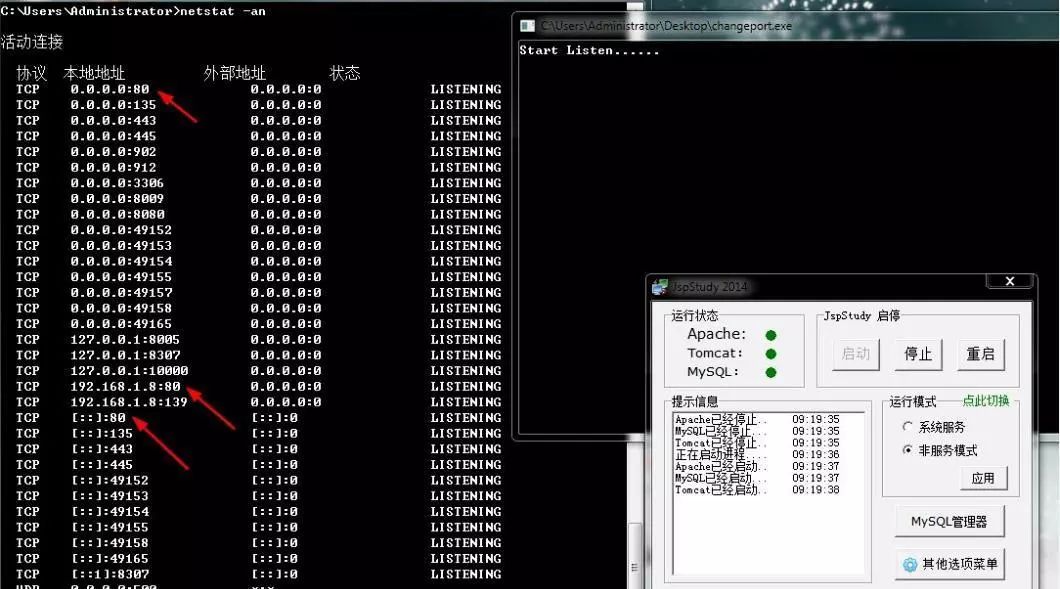 C:\Users\Administrator>netstat -an
活动连接
协议 本地地址 外部地址 状态
TCP 0.0.0.0:80 0.0.0.0:0 LISTENING
TCP 0.0.0.0:135 0.0.0.0:0 LISTENING
TCP 0.0.0.0:443 0.0.0.0:0 LISTENING
TCP 0.0.0.0:445 0.0.0.0:0 LISTENING
TCP 0.0.0.0:902 0.0.0.0:0 LISTENING
TCP 0.0.0.0:912 0.0.0.0:0 LISTENING
TCP 0.0.0.0:3306 0.0.0.0:0 LISTENING
TCP 0.0.0.0:8009 0.0.0.0:0 LISTENING
TCP 0.0.0.0:8080 0.0.0.0:0 LISTENING
TCP 0.0.0.0:49152 0.0.0.0:0 LISTENING
TCP 0.0.0.0:49153 0.0.0.0:0 LISTENING
TCP 0.0.0.0:49154 0.0.0.0:0 LISTENING
TCP 0.0.0.0:49155 0.0.0.0:0 LISTENING
TCP 0.0.0.0:49157 0.0.0.0:0 LISTENING
TCP 0.0.0.0:49158 0.0.0.0:0 LISTENING
TCP 0.0.0.0:49165 0.0.0.0:0 LISTENING
TCP 127.0.0.1:8005 0.0.0.0:0 LISTENING
TCP 127.0.0.1:8307 0.0.0.0:0 LISTENING
TCP 127.0.0.1:10000 0.0.0.0:0 LISTENING
TCP 192.168.1.8:80 0.0.0.0:0 LISTENING
TCP 192.168.1.8:139 0.0.0.0:0 LISTENING
TCP [::]:80 [::]:0 LISTENING
TCP [::]:135 [::]:0 LISTENING
TCP [::]:443 [::]:0 LISTENING
TCP [::]:445 [::]:0 LISTENING
TCP [::]:49152 [::]:0 LISTENING
TCP [::]:49153 [::]:0 LISTENING
TCP [::]:49154 [::]:0 LISTENING
TCP [::]:49155 [::]:0 LISTENING
TCP [::]:49158 [::]:0 LISTENING
TCP [::]:49165 [::]:0 LISTENING
TCP [::1]:8307 [::]:0 LISTENING
C:\Users\Administrator\Desktop\changeport.exe
Start Listen......
JspStudy 2014
运行状态
Apache:
Tomcat:
MySQL:
JspStudy 启停
启动 停止 重启
提示信息
Apache已经停止.. 09:19:35
MySQL已经停止.. 09:19:35
Tomcat已经停止.. 09:19:35
正在启动进程.... 09:19:36
Apache已经启动.. 09:19:37
MySQL已经启动.. 09:19:37
Tomcat已经启动.. 09:19:38
运行模式 点此切换
系统服务
非服务模式
应用
MySQL管理器
其他选项菜单